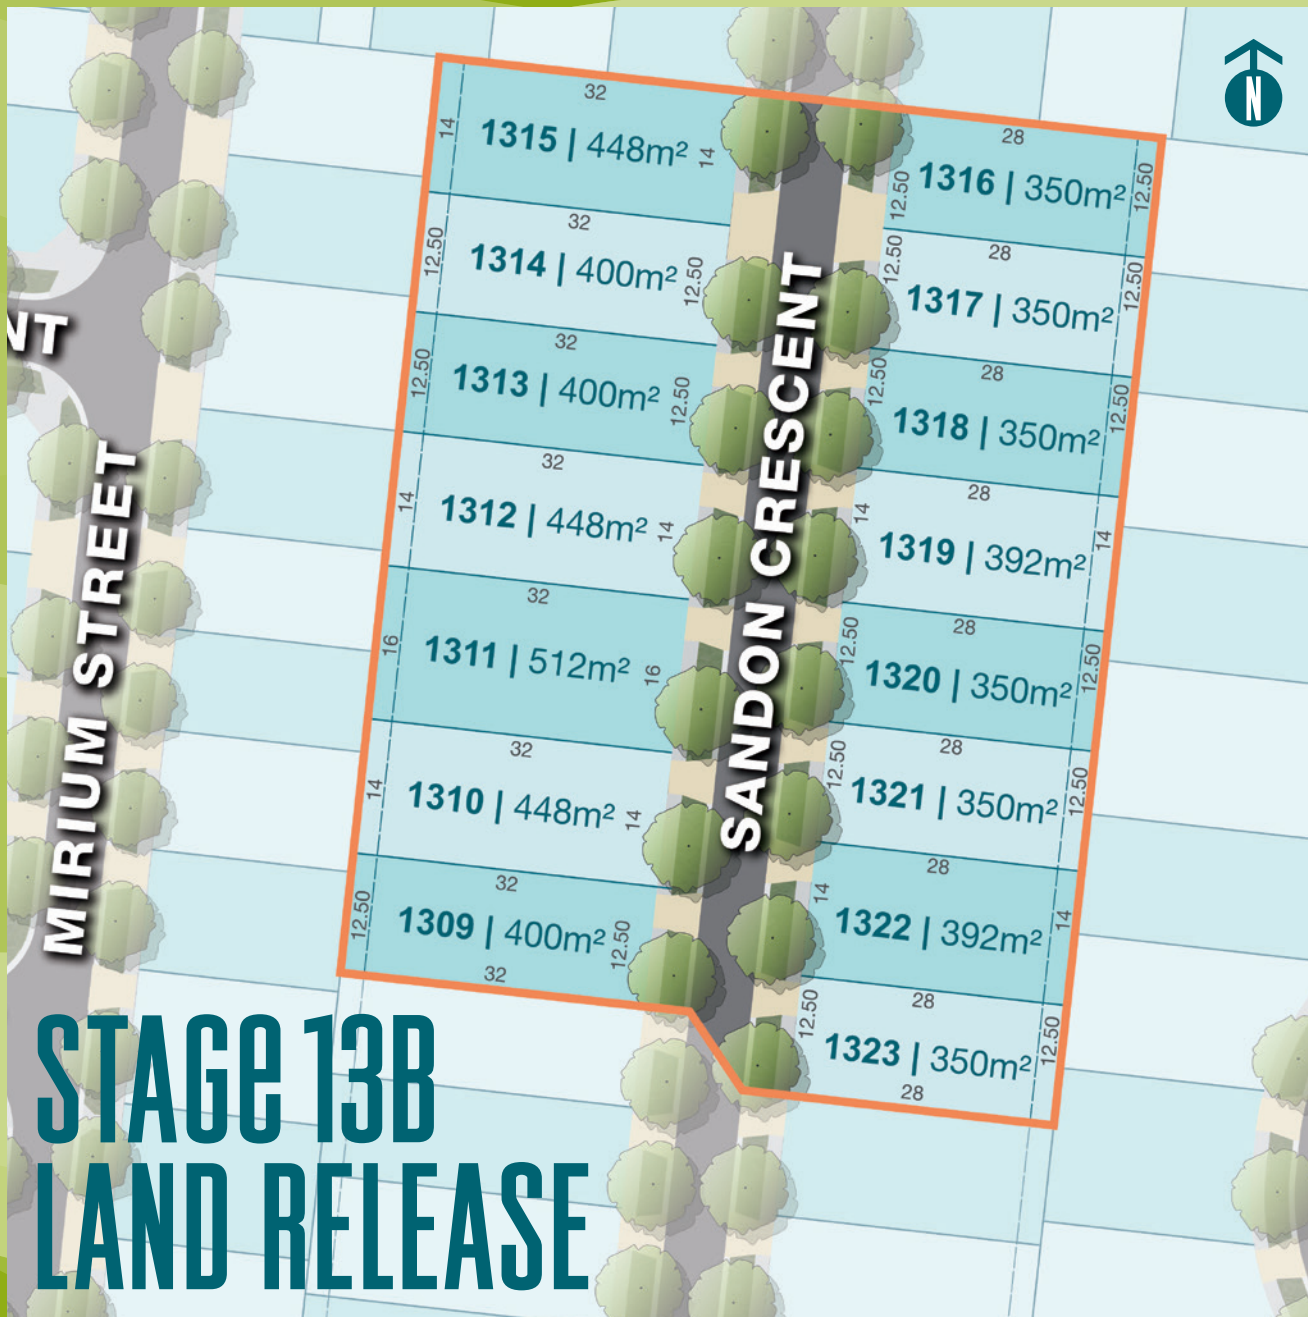 N
32
14
1315 | 448m²
14
32
12.50
1314 | 400m²
12.50
32
12.50
1313 | 400m²
12.50
32
14
1312 | 448m²
14
32
16
1311 | 512m²
16
32
14
1310 | 448m²
14
32
12.50
1309 | 400m²
12.50
32
28
12.50
1316 | 350m²
12.50
28
12.50
1317 | 350m²
12.50
28
12.50
1318 | 350m²
12.50
28
14
1319 | 392m²
14
28
12.50
1320 | 350m²
12.50
28
12.50
1321 | 350m²
12.50
28
14
1322 | 392m²
14
28
12.50
1323 | 350m²
12.50
28
SANDON CRESCENT
NT
MIRIUM STREET
STAGe 13B
LAND RELEASE